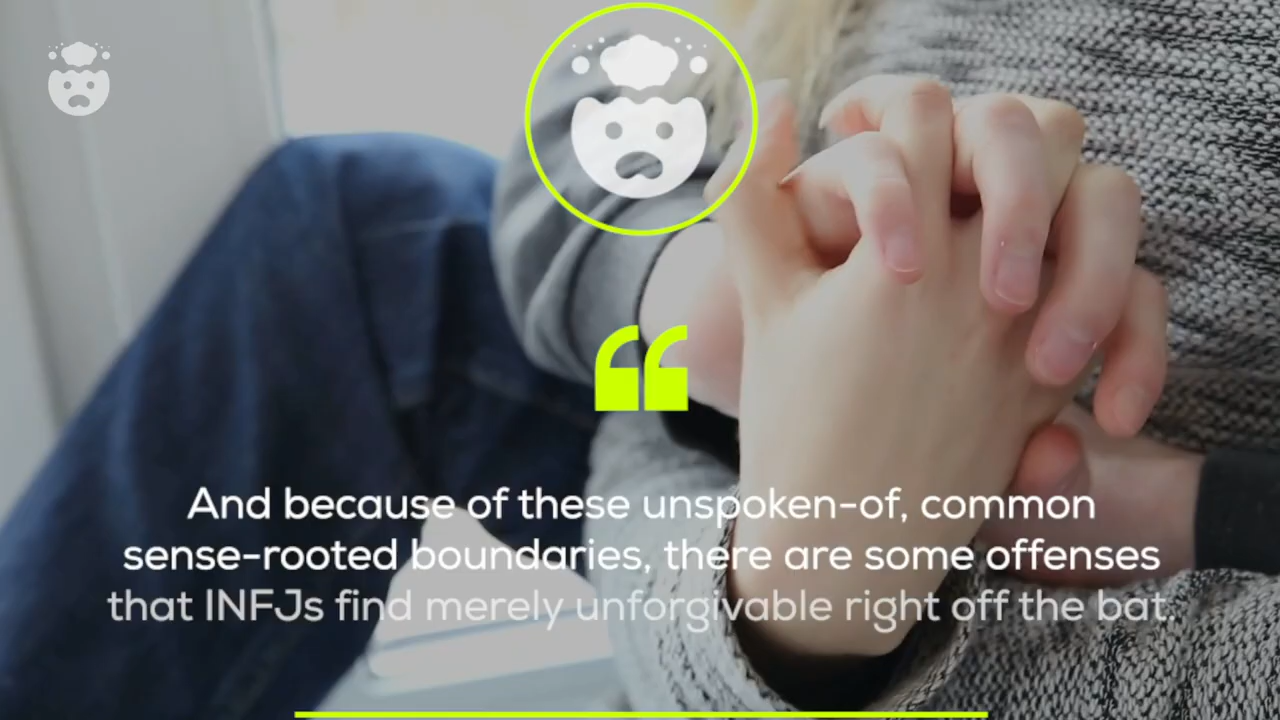 And because of these unspoken-of, common
sense-rooted boundaries, there are some offenses
that INFJs find merely unforgivable right off the bat.